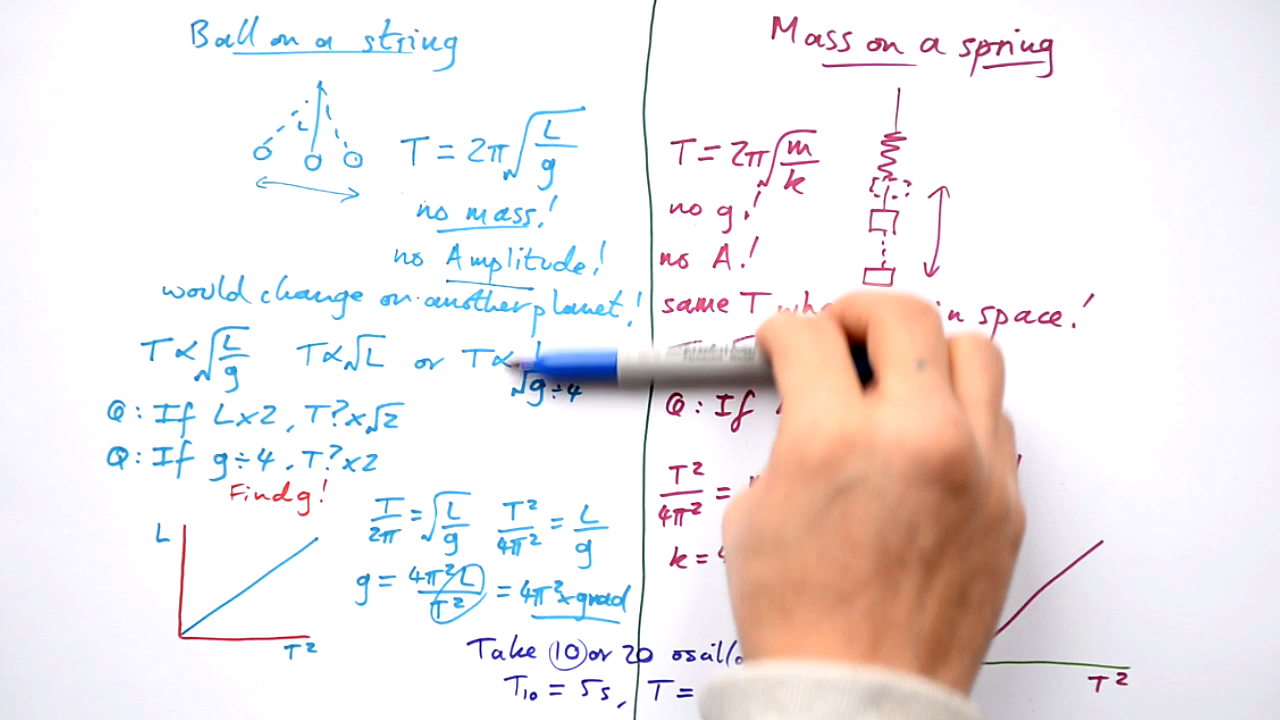 Ball on a string
L
T = 2π√(L/g)
no mass!
no Amplitude!
would change on another planet!
T ∝ √(L/g) T ∝ √L or T ∝
√g ÷ 4
Q: If L×2, T? ×√2
Q: If g÷4, T? ×2
Find g!
L
T²
T/2π = √(L/g) T²/4π² = L/g
g = 4π²L/T² = 4π² × grad
Mass on a spring
T = 2π√(m/k)
no g!
no A!
same T in space!
Q: If
T²/4π² =
k =
T²
Take 10 or 20
T₁₀ = 5s, T =